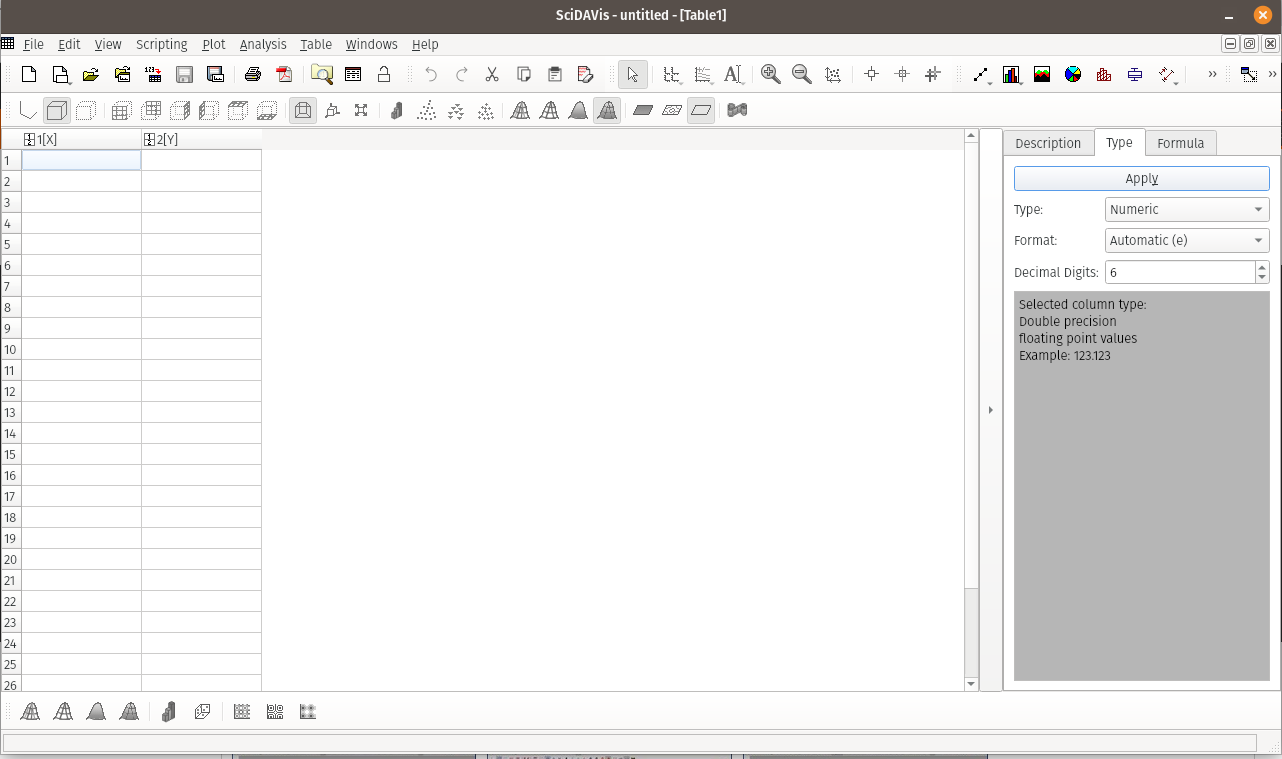 SciDAVis - untitled - [Table1]
File Edit View Scripting Plot Analysis Table Windows Help
1[X] 2[Y]
1
2
3
4
5
6
7
8
9
10
11
12
13
14
15
16
17
18
19
20
21
22
23
24
25
26
Description Type Formula
Apply
Type: Numeric
Format: Automatic (e)
Decimal Digits: 6
Selected column type:
Double precision
floating point values
Example: 123.123